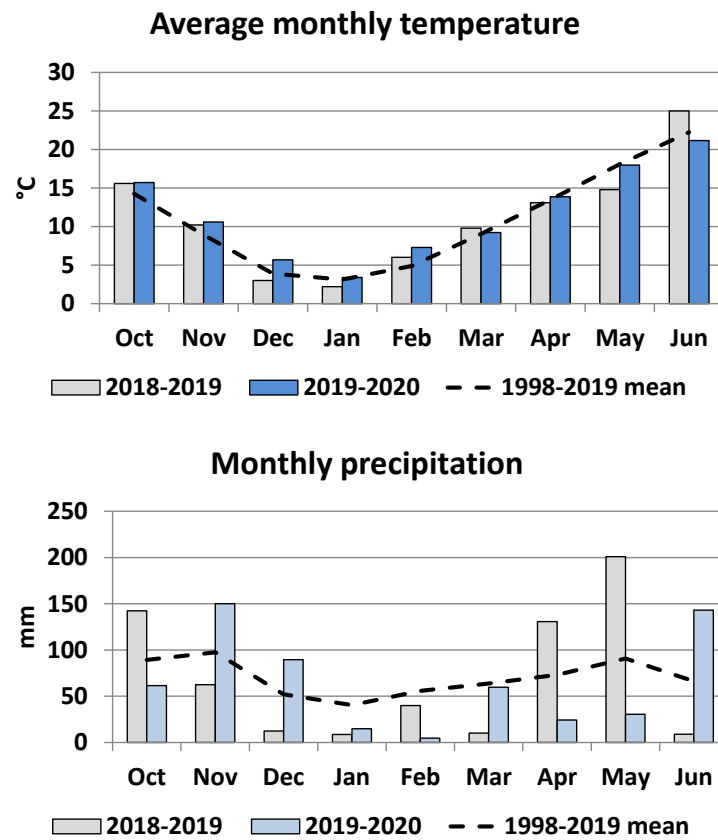 Average monthly temperature
30
25
20
15
10
5
0
°C
Oct Nov Dec Jan Feb Mar Apr May Jun
2018-2019 2019-2020 1998-2019 mean
Monthly precipitation
250
200
150
100
50
0
mm
Oct Nov Dec Jan Feb Mar Apr May Jun
2018-2019 2019-2020 1998-2019 mean